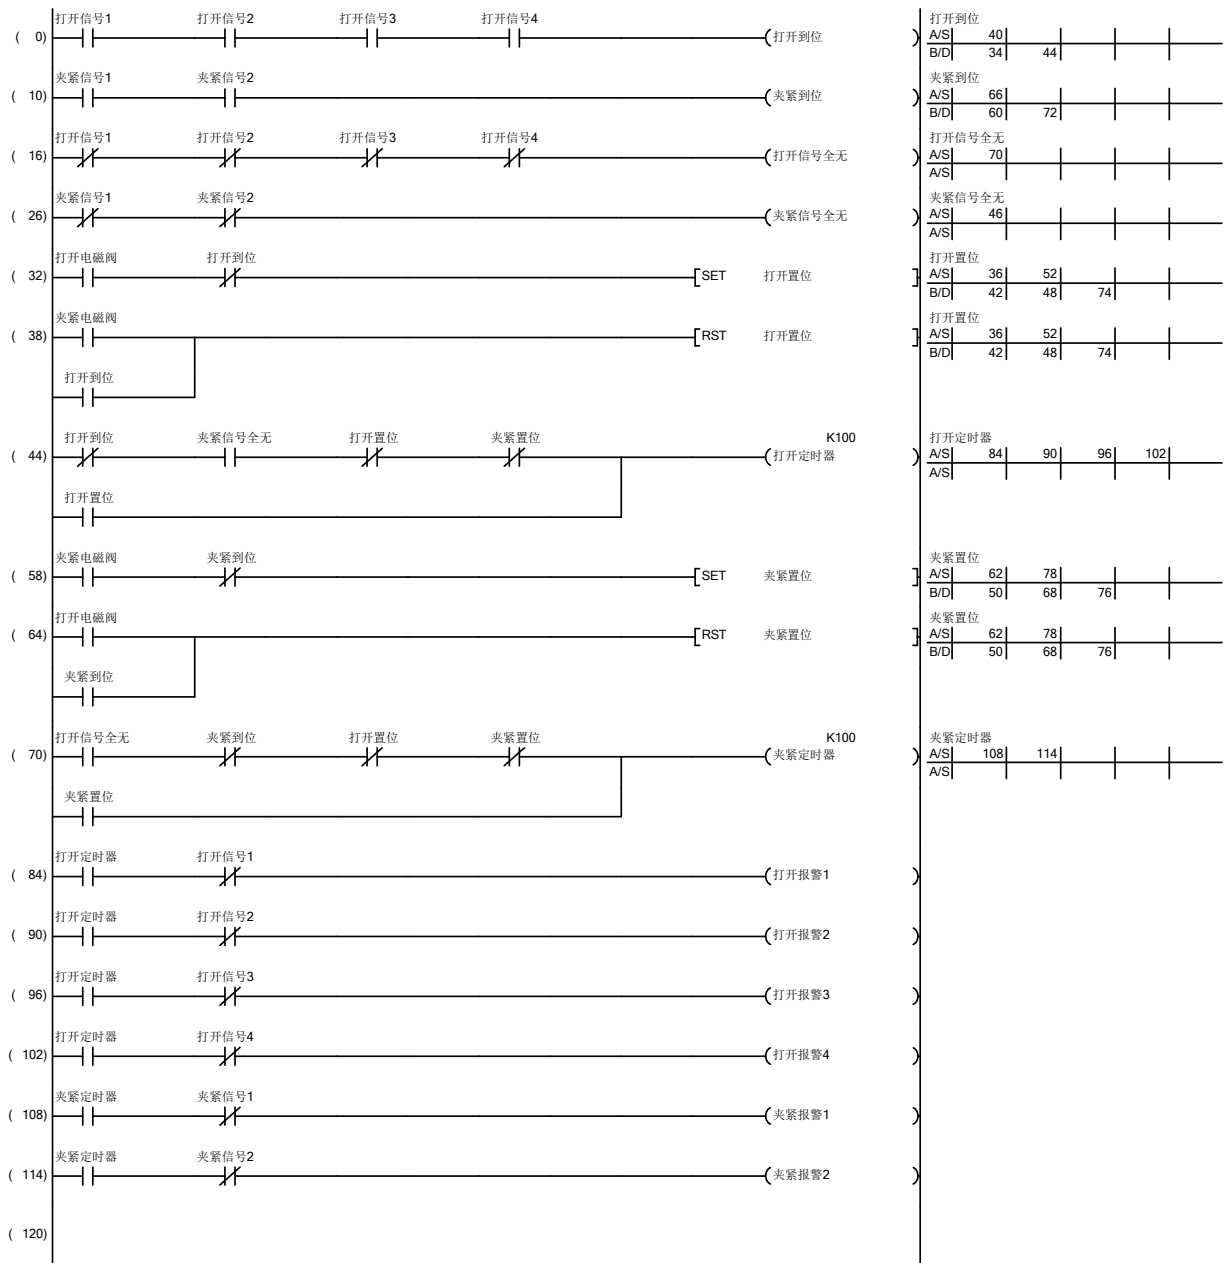 打开信号1 打开信号2 打开信号3 打开信号4 打开到位
( 0) 打开到位 A/S 40
B/D 34 44
夹紧信号1 夹紧信号2 夹紧到位
( 10) 夹紧到位 A/S 66
B/D 60 72
打开信号1 打开信号2 打开信号3 打开信号4 打开信号全无
( 16) 打开信号全无 A/S 70
A/S
夹紧信号1 夹紧信号2 夹紧信号全无
( 26) 夹紧信号全无 A/S 46
A/S
打开电磁阀 打开到位 打开置位
( 32) SET 打开置位 A/S 36 52
B/D 42 48 74
夹紧电磁阀 打开置位
( 38) RST 打开置位 A/S 36 52
B/D 42 48 74
打开到位
打开到位 夹紧信号全无 打开置位 夹紧置位 K100 打开定时器
( 44) 打开定时器 A/S 84 90 96 102
A/S
打开置位
夹紧电磁阀 夹紧到位 夹紧置位
( 58) SET 夹紧置位 A/S 62 78
B/D 50 68 76
打开电磁阀 夹紧置位
( 64) RST 夹紧置位 A/S 62 78
B/D 50 68 76
夹紧到位
打开信号全无 夹紧到位 打开置位 夹紧置位 K100 夹紧定时器
( 70) 夹紧定时器 A/S 108 114
A/S
夹紧置位
打开定时器 打开信号1
( 84) 打开报警1
打开定时器 打开信号2
( 90) 打开报警2
打开定时器 打开信号3
( 96) 打开报警3
打开定时器 打开信号4
( 102) 打开报警4
夹紧定时器 夹紧信号1
( 108) 夹紧报警1
夹紧定时器 夹紧信号2
( 114) 夹紧报警2
( 120)